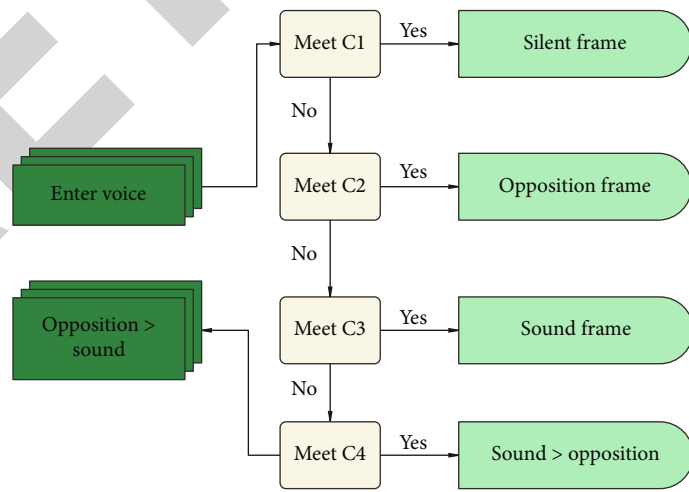 Meet C1
Yes
Silent frame
No
Enter voice
Meet C2
Yes
Opposition frame
No
Opposition >
sound
Meet C3
Yes
Sound frame
No
Meet C4
Yes
Sound > opposition